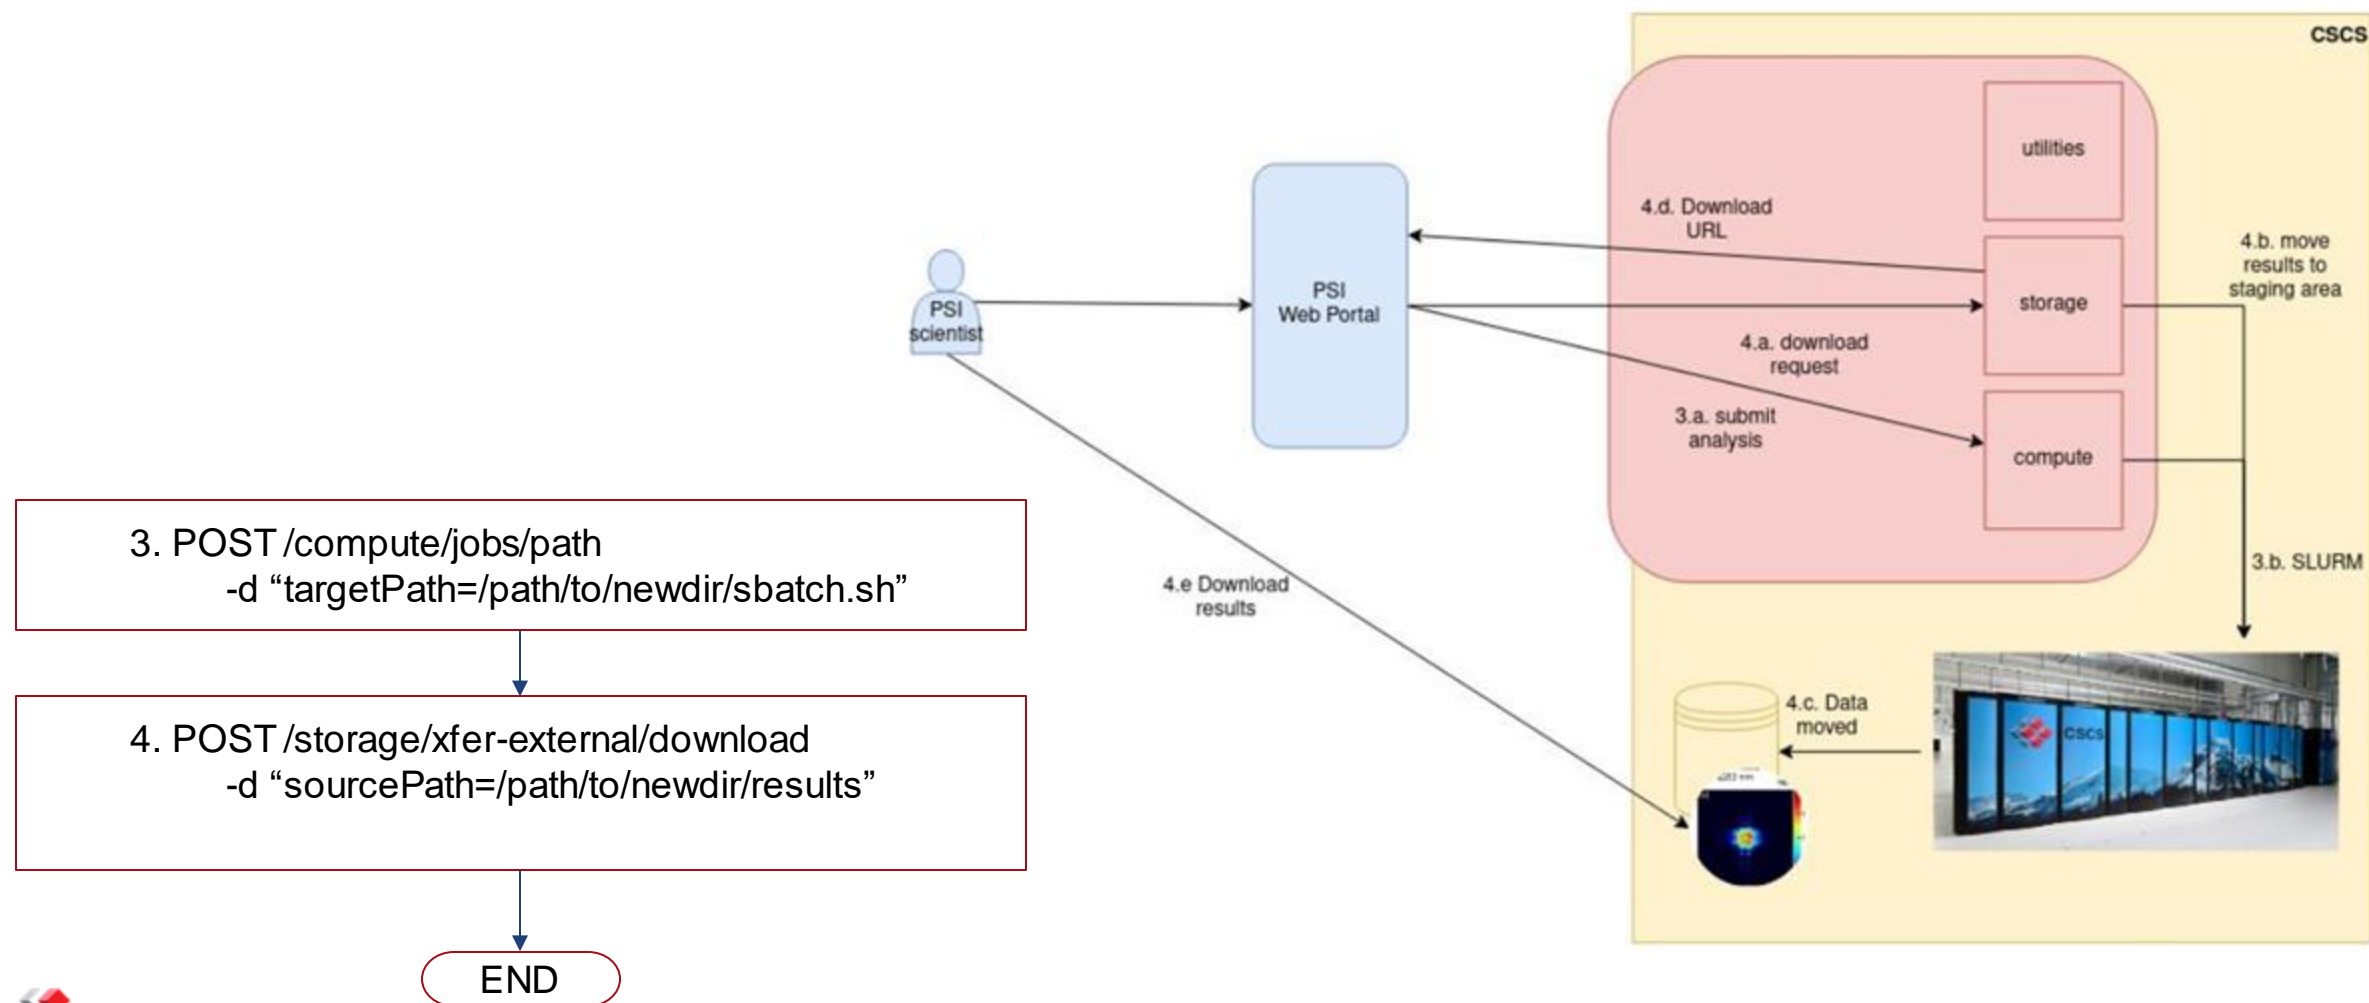 CSCS
utilities
4.d. Download
URL
4.b. move
results to
staging area
PSI
scientist
PSI
Web Portal
storage
4.a. download
request
3.a. submit
analysis
compute
3. POST /compute/jobs/path
-d “targetPath=/path/to/newdir/sbatch.sh”
3.b. SLURM
4.e Download
results
4. POST /storage/xfer-external/download
-d “sourcePath=/path/to/newdir/results”
4.c. Data
moved
CSCS
END